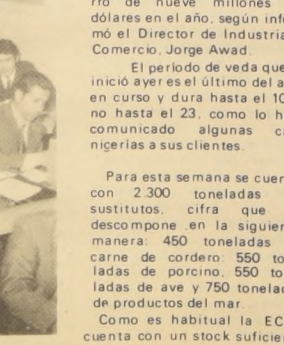 rro de nueve millones
dólares en el año, según infor
mó el Director de Industria
Comercio, Jorge Awad.
El período de veda que
inició ayer es el último del a
en curso y dura hasta el 10
no hasta el 23, como lo h
comunicado algunas ca
nicerías a sus clientes.
Para esta semana se cuen
con 2.300 toneladas
sustitutos, cifra que
descompone en la siguien
manera: 450 toneladas
carne de cordero: 550 ton
ladas de porcino, 550 ton
ladas de ave y 750 tonelad
de productos del mar.
Como es habitual la EC
cuenta con un stock suficien